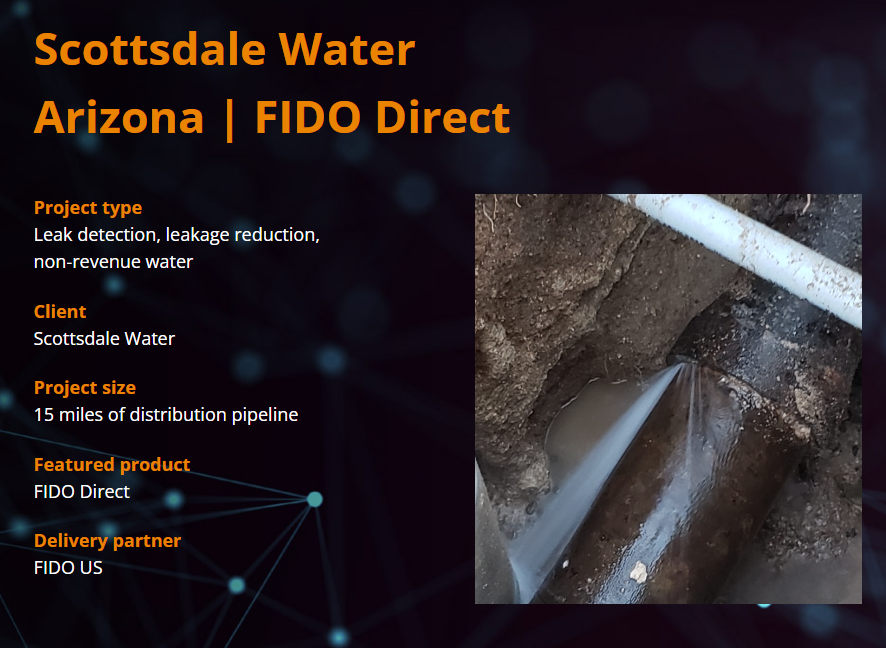 Scottsdale Water
Arizona | FIDO Direct
Project type
Leak detection, leakage reduction,
non-revenue water
Client
Scottsdale Water
Project size
15 miles of distribution pipeline
Featured product
FIDO Direct
Delivery partner
FIDO US